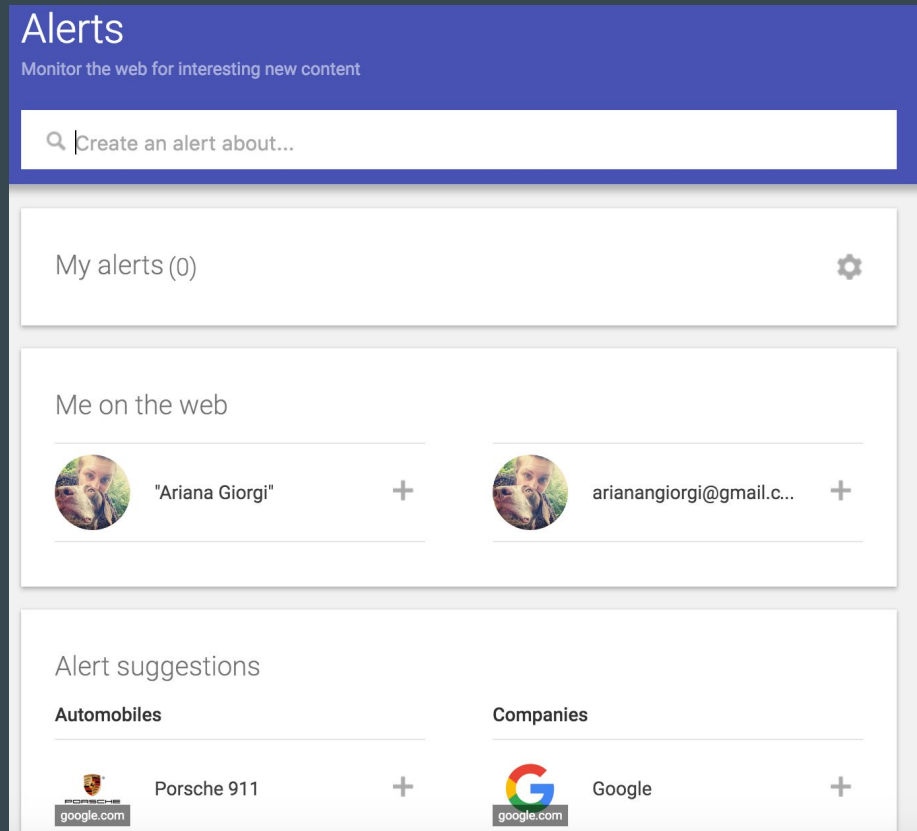 Alerts
Monitor the web for interesting new content
Create an alert about...
My alerts (0)
Me on the web
"Ariana Giorgi"
arianangiorgi@gmail.c...
Alert suggestions
Automobiles
Companies
PORSCHE
google.com
Porsche 911
google.com
Google